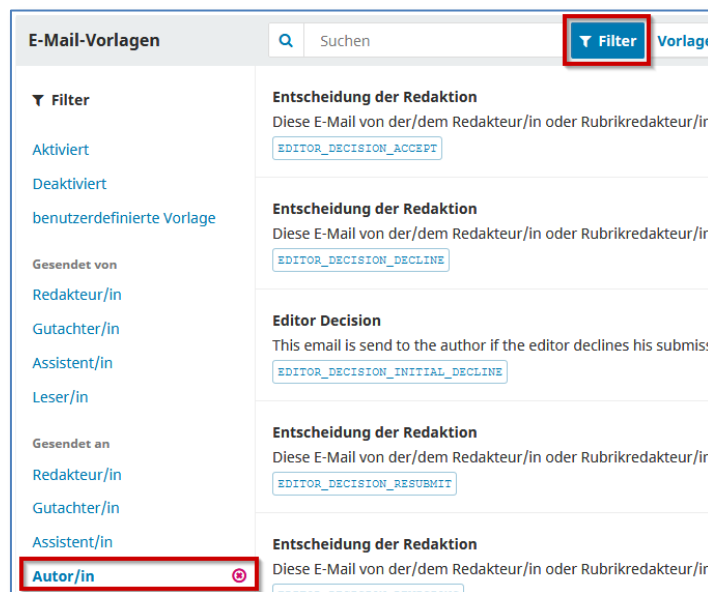 E-Mail-Vorlagen
Suchen
Filter
Filter
Aktiviert
Deaktiviert
benutzerdefinierte Vorlage
Gesendet von
Redakteur/in
Gutachter/in
Assistent/in
Leser/in
Gesendet an
Redakteur/in
Gutachter/in
Assistent/in
Autor/in
Entscheidung der Redaktion
Diese E-Mail von der/dem Redakteur/in oder Rubrikredakteur/in
EDITOR_DECISION_ACCEPT
Entscheidung der Redaktion
Diese E-Mail von der/dem Redakteur/in oder Rubrikredakteur/in
EDITOR_DECISION_DECLINE
Editor Decision
This email is send to the author if the editor declines his
EDITOR_DECISION_INITIAL_DECLINE
Entscheidung der Redaktion
Diese E-Mail von der/dem Redakteur/in oder Rubrikredakteur/in
EDITOR_DECISION_RESUBMIT
Entscheidung der Redaktion
Diese E-Mail von der/dem Redakteur/in oder Rubrikredakteur/in